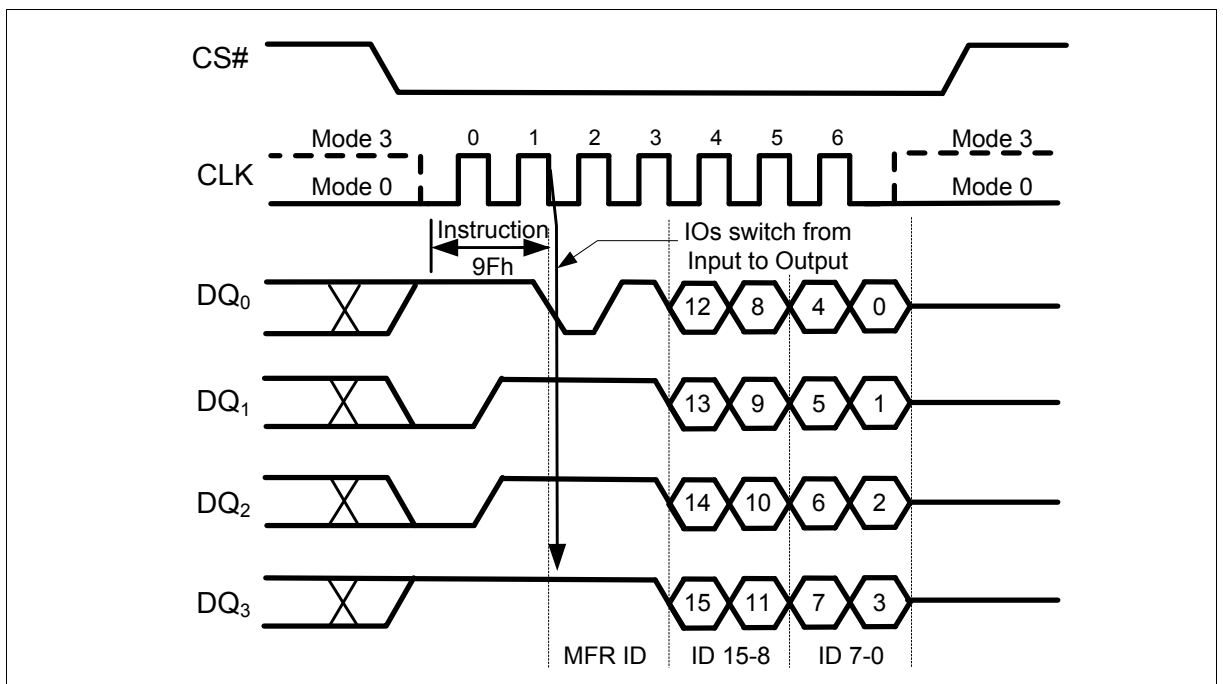 CS#
Mode 3 0 1 2 3 4 5 6 Mode 3
CLK
Mode 0 Mode 0
Instruction
9Fh
IOs switch from
Input to Output
DQ0 12 8 4 0
DQ1 13 9 5 1
DQ2 14 10 6 2
DQ3 15 11 7 3
MFR ID ID 15-8 ID 7-0